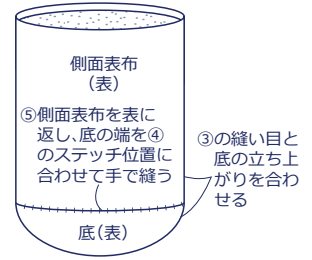 側面表布
（表）
⑤側面表布を表に
返し、底の端を④
のステッチ位置に
合わせて手で縫う
③の縫い目と
底の立ち上
がりを合わ
せる
底（表）